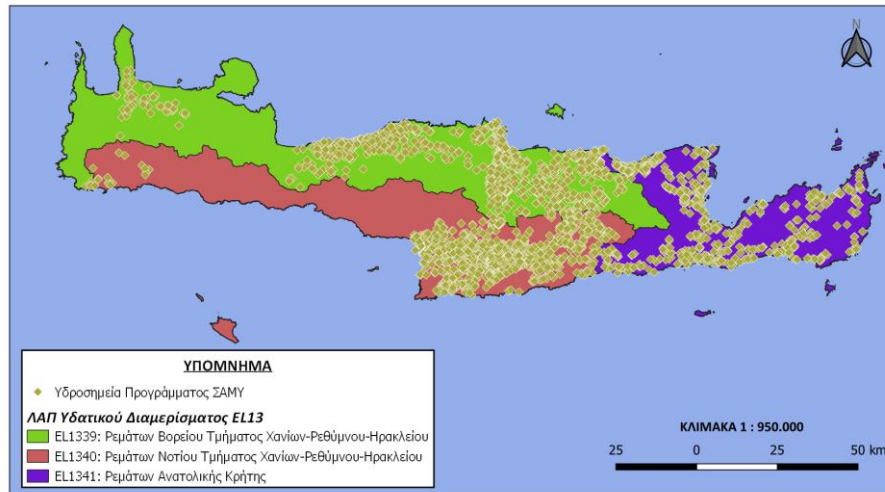 N
ΥΠΟΜΝΗΜΑ
Υδροσημεία Προγράμματος ΣΑΜΥ
ΛΑΠ Υδατικού Διαμερίσματος EL13
EL1339: Ρεμάτων Βορείου Τμήματος Χανίων-Ρεθύμνου-Ηρακλείου
EL1340: Ρεμάτων Νοτίου Τμήματος Χανίων-Ρεθύμνου-Ηρακλείου
EL1341: Ρεμάτων Ανατολικής Κρήτης
ΚΛΙΜΑΚΑ 1 : 950.000
25 0 25 50 km